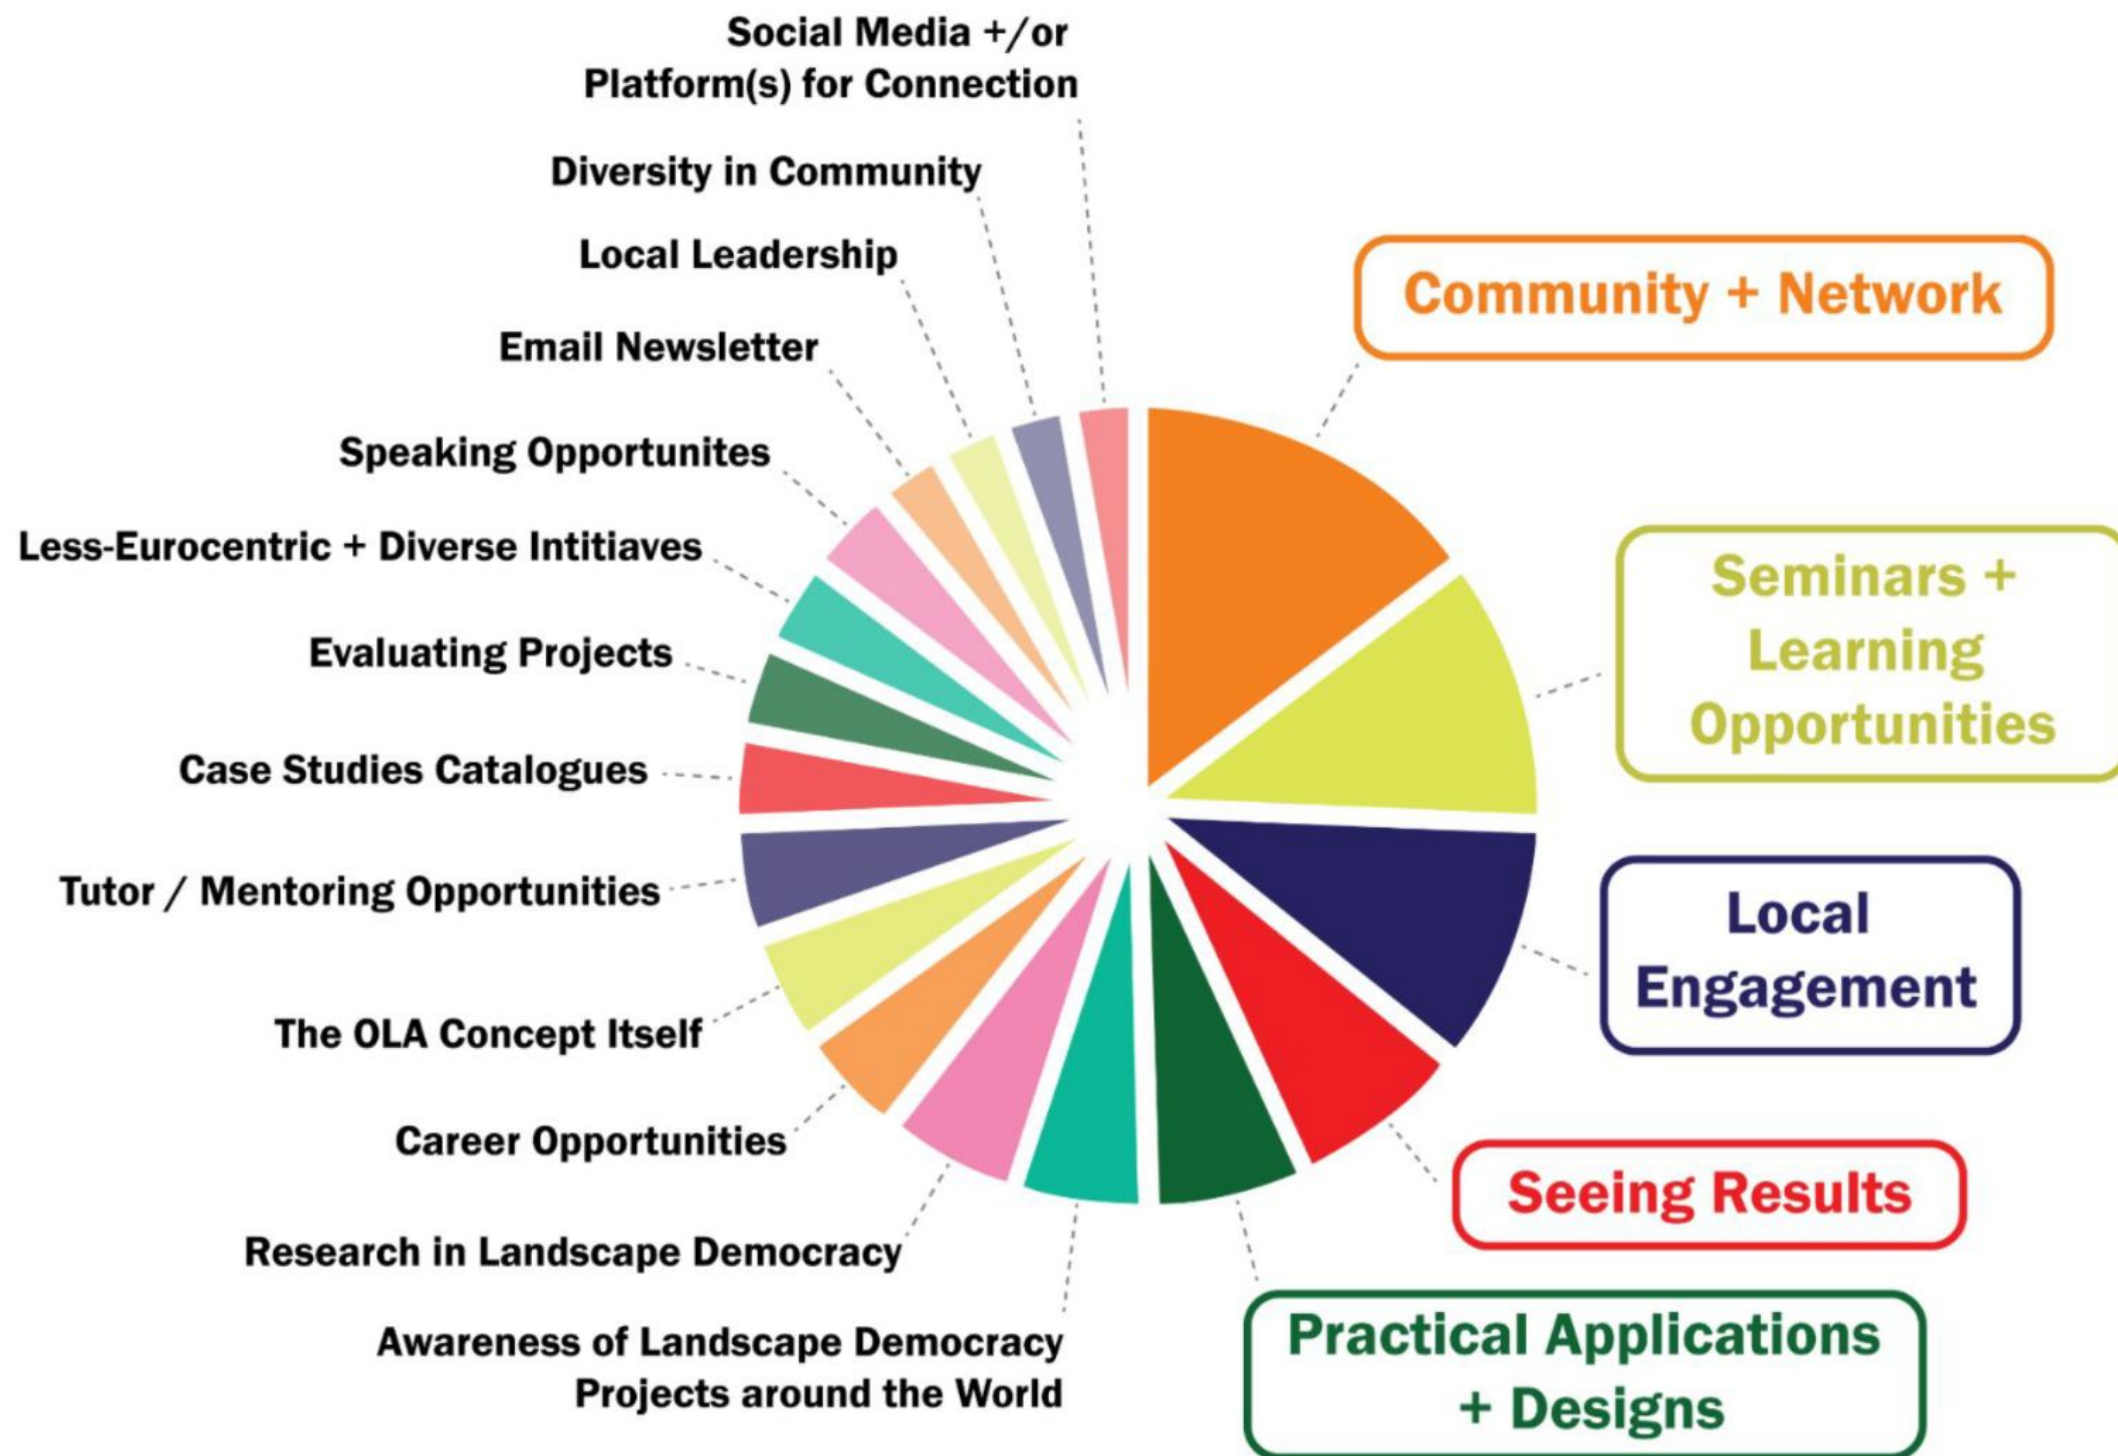 Social Media +/or
Platform(s) for Connection
Diversity in Community
Local Leadership
Email Newsletter
Speaking Opportunites
Less-Eurocentric + Diverse Intitiaves
Evaluating Projects
Case Studies Catalogues
Tutor / Mentoring Opportunities
The OLA Concept Itself
Career Opportunities
Research in Landscape Democracy
Awareness of Landscape Democracy
Projects around the World
Community + Network
Seminars +
Learning
Opportunities
Local
Engagement
Seeing Results
Practical Applications
+ Designs